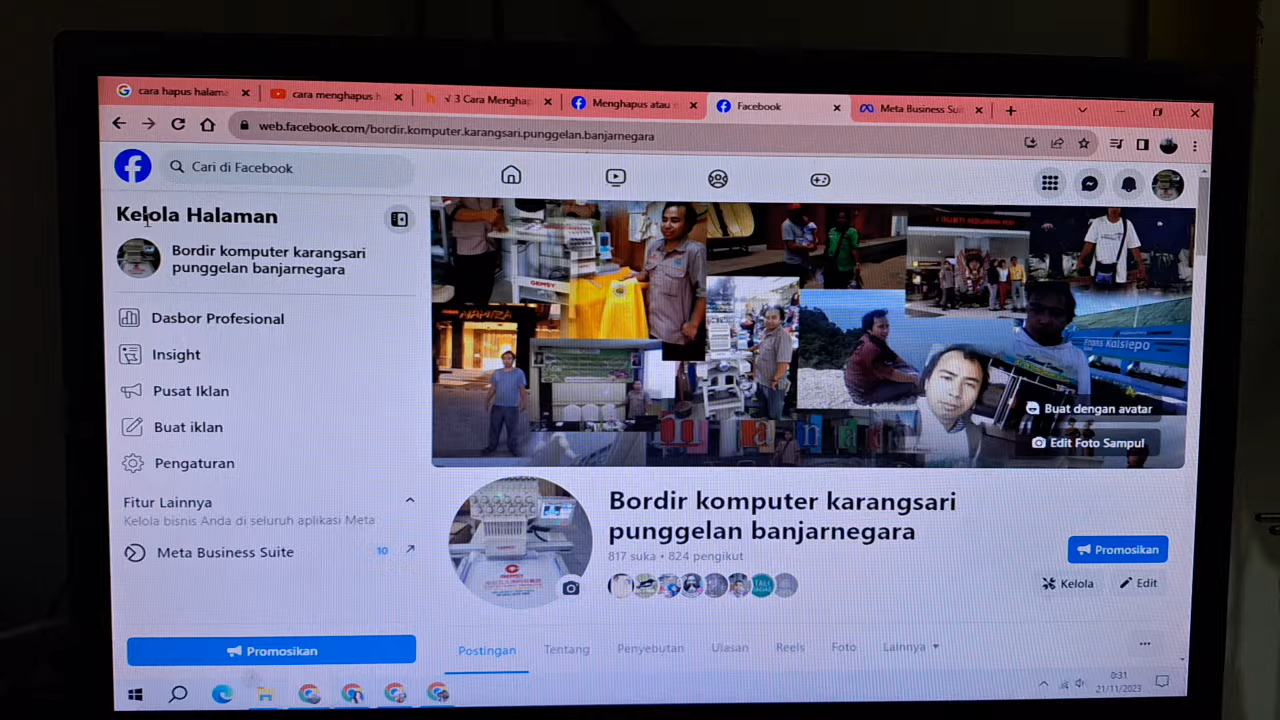 cara hapus halama
cara menghapus h
√ 3 Cara Mengha
Menghapus atau
Facebook
Meta Business Sui
web.facebook.com/bordir.komputer.karangsari.punggelan.banjarnegara
Cari di Facebook
Kelola Halaman
Bordir komputer karangsari
punggelan banjarnegara
Dasbor Profesional
Insight
Pusat Iklan
Buat iklan
Pengaturan
Fitur Lainnya
Kelola bisnis Anda di seluruh aplikasi Meta
Meta Business Suite
10
Promosikan
GEMSY
Frans Kaisiepo
Buat dengan avatar
Edit Foto Sampul
Bordir komputer karangsari
punggelan banjarnegara
817 suka • 824 pengikut
Promosikan
Kelola
Edit
Postingan
Tentang
Penyebutan
Ulasan
Reels
Foto
Lainnya
0:31
21/11/2023